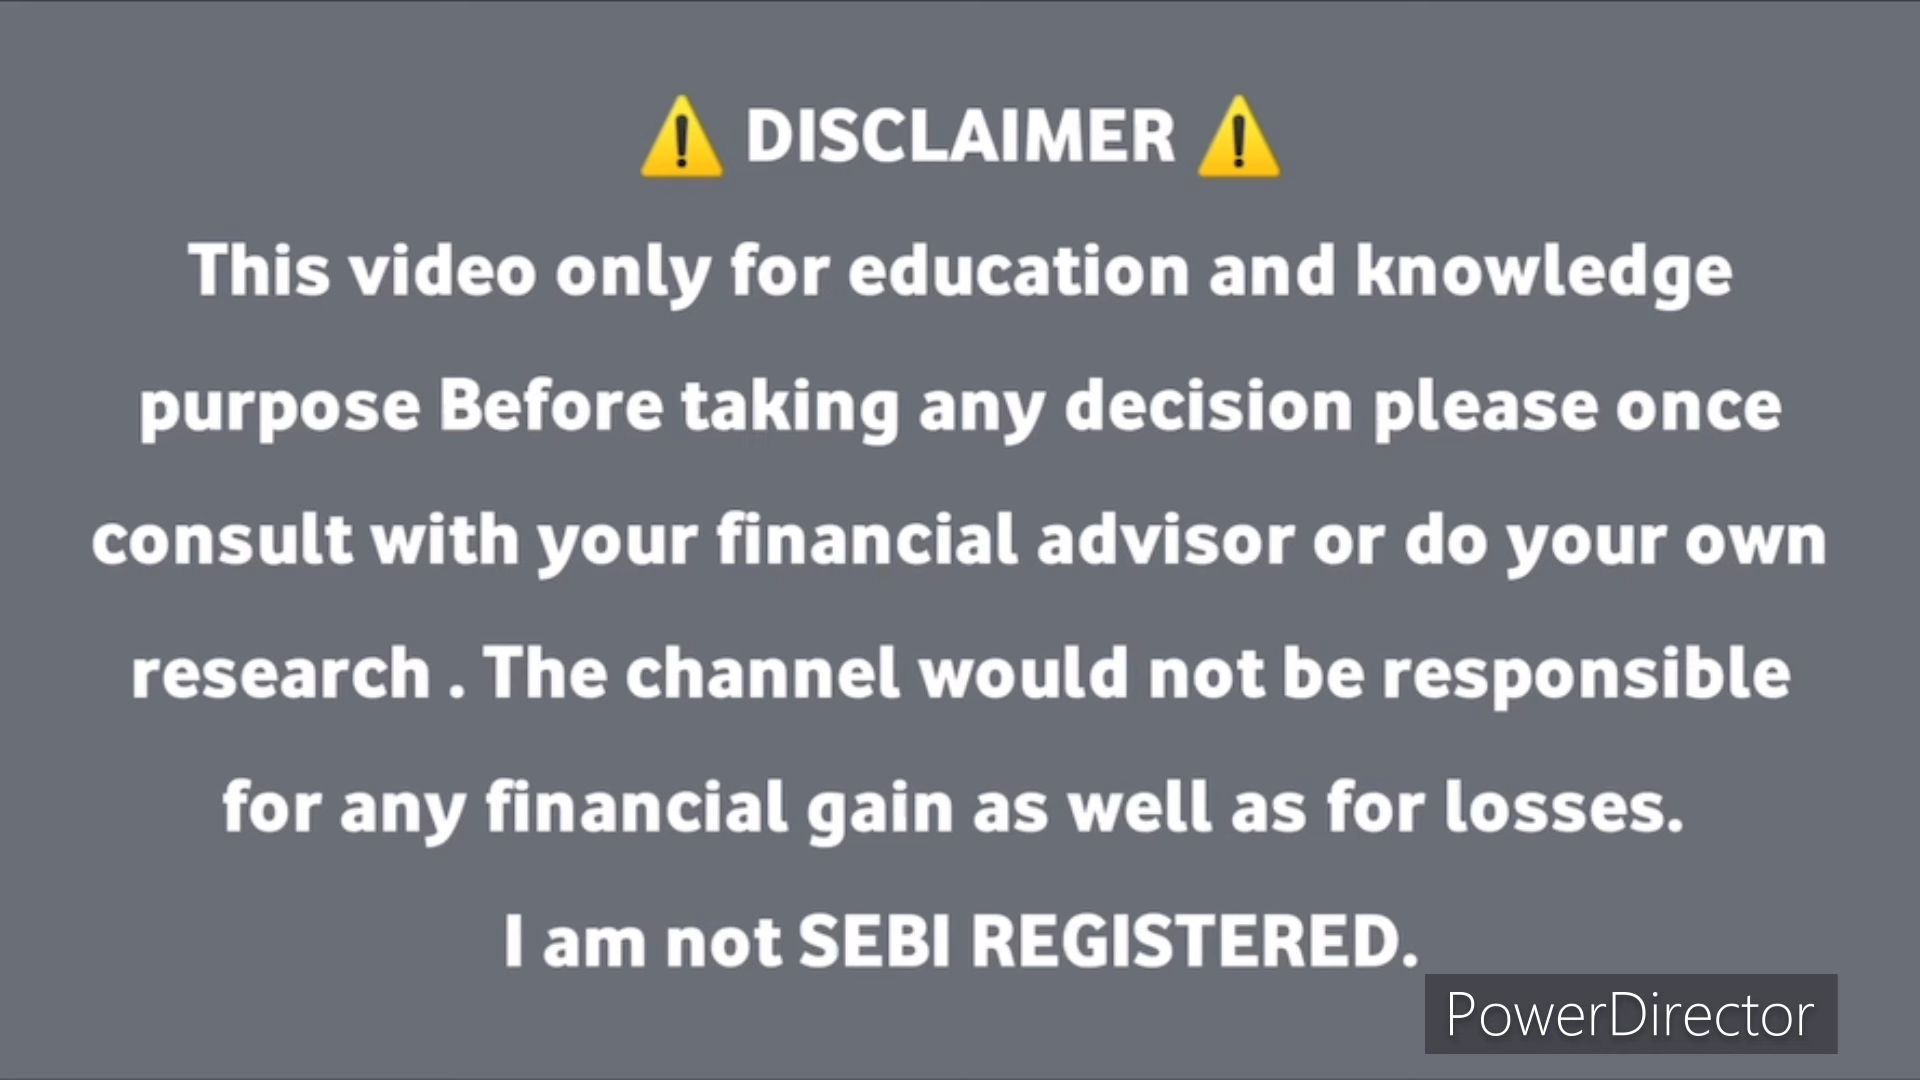 ⚠️ DISCLAIMER ⚠️
This video only for education and knowledge
purpose Before taking any decision please once
consult with your financial advisor or do your own
research . The channel would not be responsible
for any financial gain as well as for losses.
I am not SEBI REGISTERED.
PowerDirector